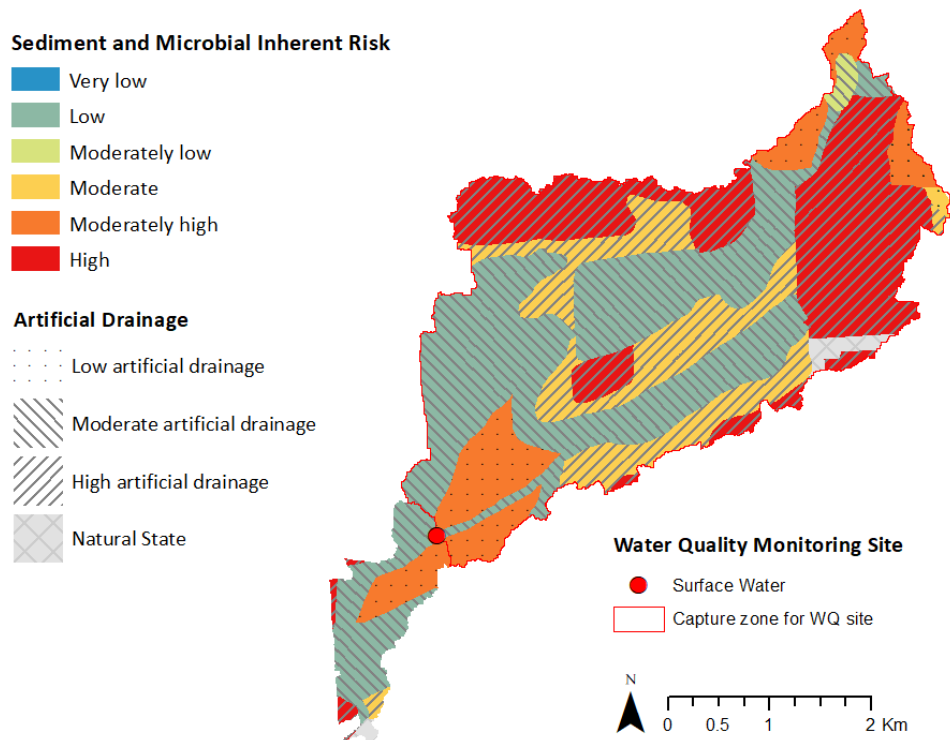 Sediment and Microbial Inherent Risk
Very low
Low
Moderately low
Moderate
Moderately high
High
Artificial Drainage
Low artificial drainage
Moderate artificial drainage
High artificial drainage
Natural State
Water Quality Monitoring Site
Surface Water
Capture zone for WQ site
N
0 0.5 1 2 Km